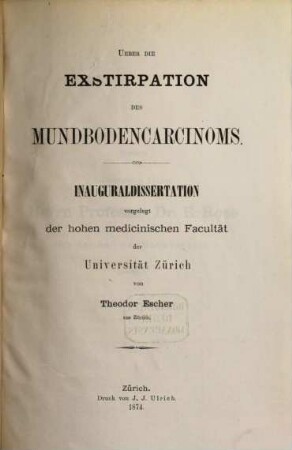 UEBER DIE
EXSTIRPATION
DES
MUNDBODENCARCINOMS.
INAUGURALDISSERTATION
vorgelegt
der hohen medicinischen Facultät
der
Universität Zürich
von
Theodor Escher
aus Zürich.
Zürich.
Druck von J. J. Ulrich
1874.